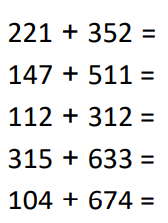 221 + 352 =
147 + 511 =
112 + 312 =
315 + 633 =
104 + 674 =